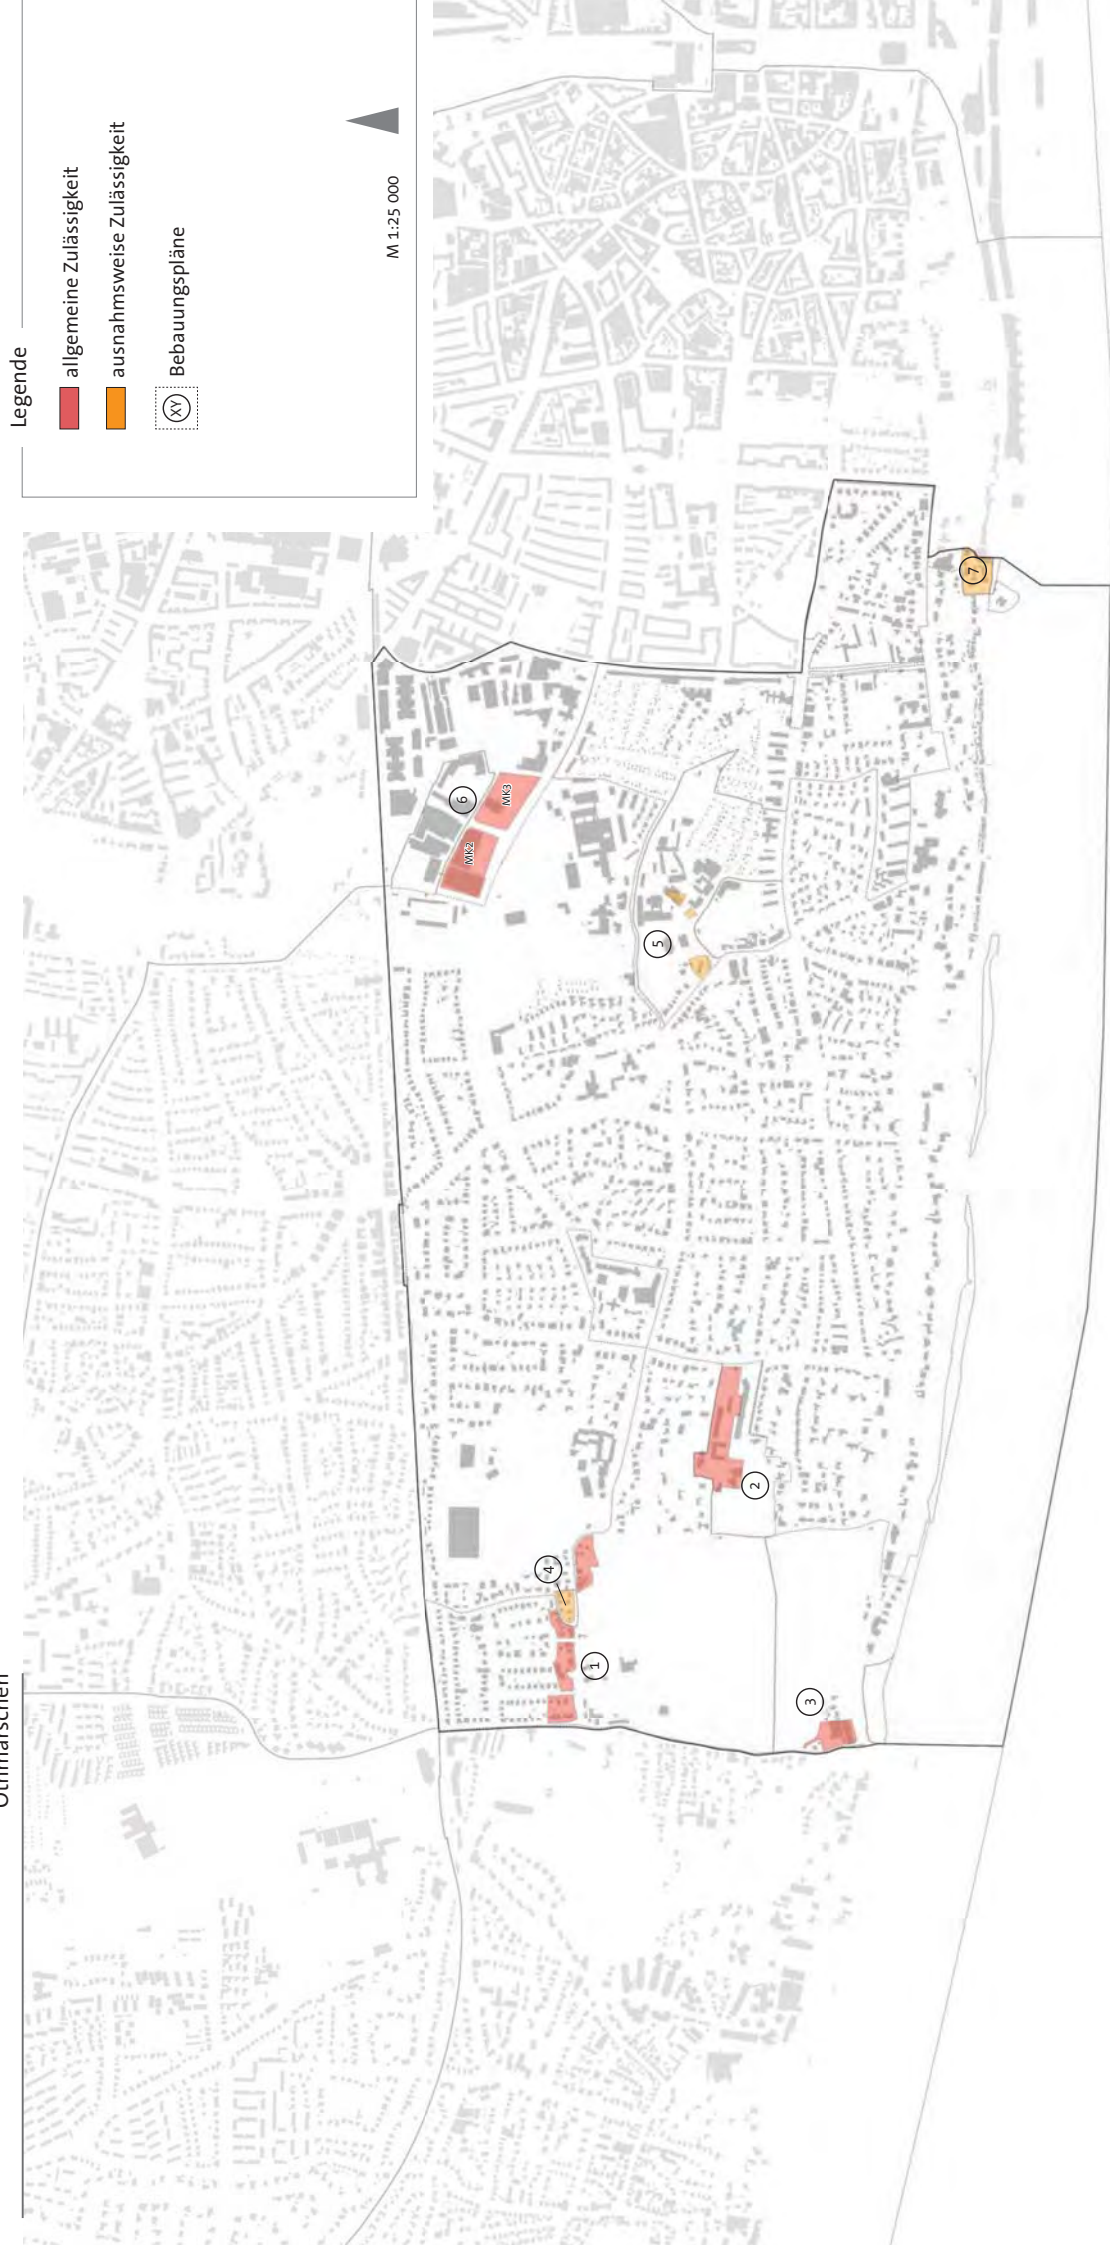 Othmarschen
Legende
allgemeine Zulässigkeit
ausnahmsweise Zulässigkeit
XY
Bebauungspläne
M 1:25 000
6
MK2
MK3
5
7
4
1
2
3